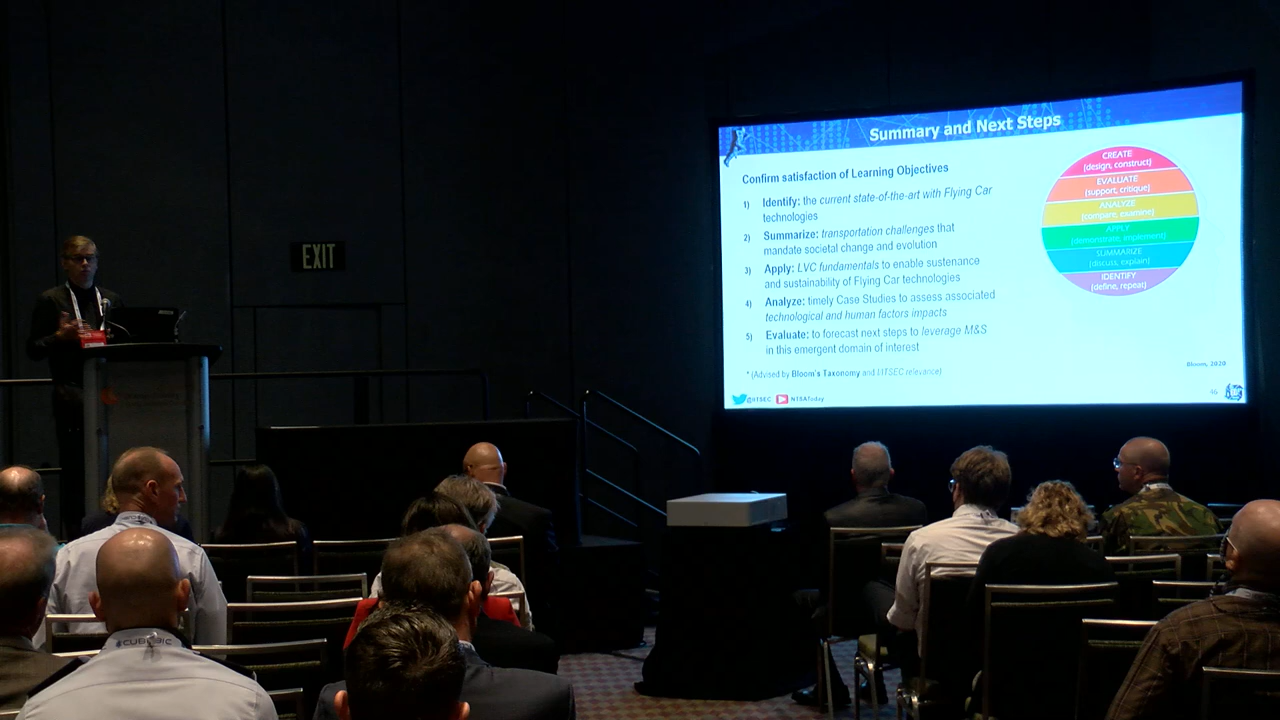 EXIT
Summary and Next Steps
Confirm satisfaction of Learning Objectives
1) Identify: the current state-of-the-art with Flying Car
technologies
2) Summarize: transportation challenges that
mandate societal change and evolution
3) Apply: LVC fundamentals to enable sustenance
and sustainability of Flying Car technologies
4) Analyze: timely Case Studies to assess associated
technological and human factors impacts
5) Evaluate: to forecast next steps to leverage M&S
in this emergent domain of interest
* (Advised by Bloom's Taxonomy and I/ITSEC relevance)
CREATE
(design, construct)
EVALUATE
(support, critique)
ANALYZE
(compare, examine)
APPLY
(demonstrate, implement)
SUMMARIZE
(discuss, explain)
IDENTIFY
(define, repeat)
Bloom, 2020
@IITSEC NTSAToday
46
CUBIC